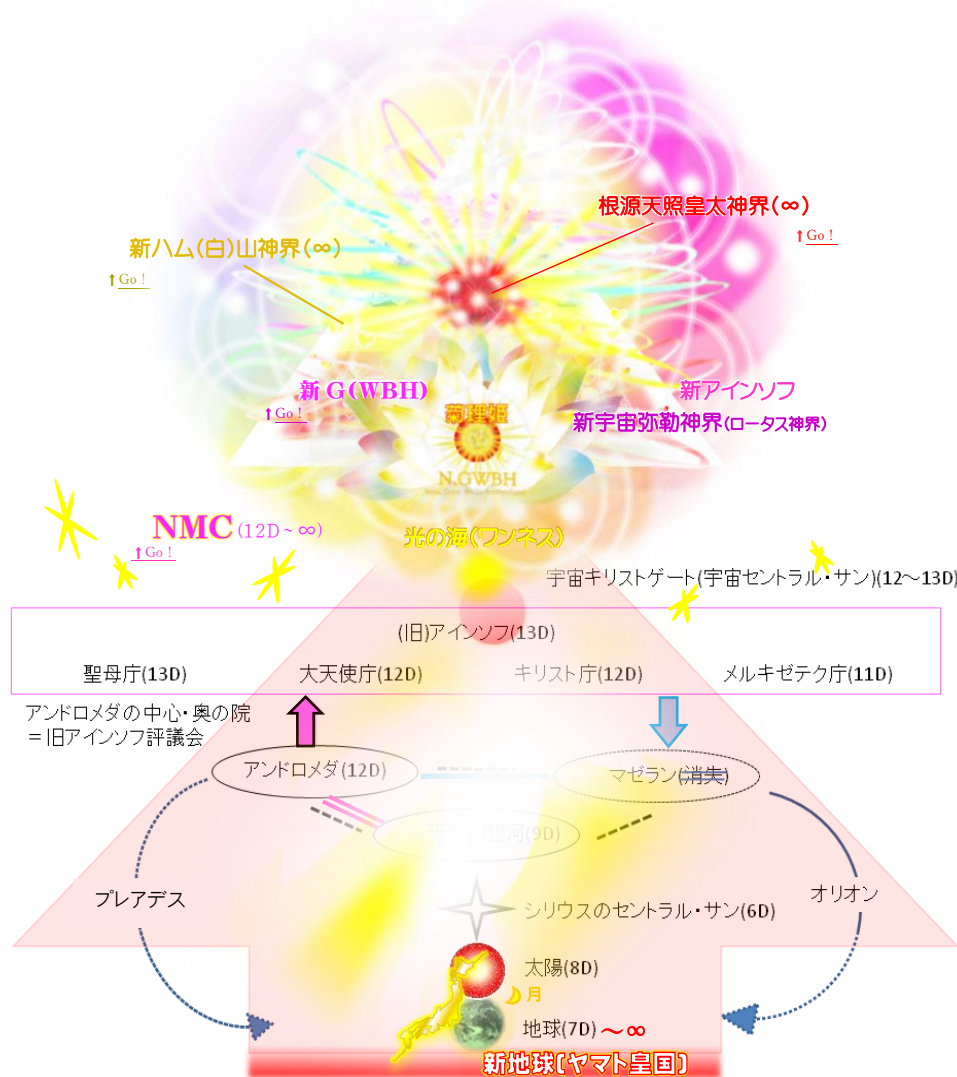 根源天照皇太神界(∞)
↑Go！
新ハム(白)山神界(∞)
↑Go！
新G(WBH)
↑Go！
新アインソフ
新宇宙弥勒神界(ロータス神界)
菊理姫
N.GWBH
NMC(12D~∞)
↑Go！
光の海(ワンネス)
宇宙キリストゲート(宇宙セントラル・サン)(12～13D)
(旧)アインソフ(13D)
聖母庁(13D) 大天使庁(12D) キリスト庁(12D) メルキゼテク庁(11D)
アンドロメダの中心・奥の院
＝旧アインソフ評議会
アンドロメダ(12D) マゼラン(消失)
銀河(9D)
プレアデス
オリオン
シリウスのセントラル・サン(6D)
太陽(8D)
月
地球(7D)～∞
新地球(ヤマト皇国)